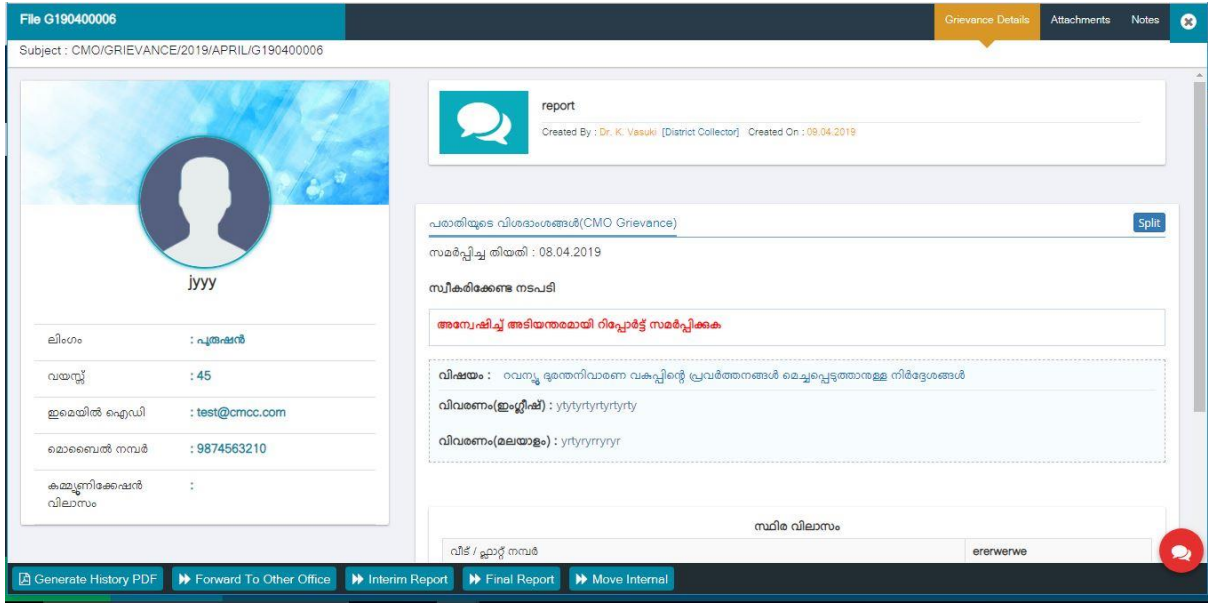 File G190400006
Grievance Details Attachments Notes
Subject : CMO/GRIEVANCE/2019/APRIL/G190400006
jyyy
ലിംഗം : പുരുഷൻ
വയസ്സ് : 45
ഇമെയിൽ ഐഡി : test@cmcc.com
മൊബൈൽ നമ്പർ : 9874563210
കമ്മ്യൂണിക്കേഷൻ :
വിലാസം
report
Created By : Dr. K. Vasuki [District Collector] Created On : 09.04.2019
പരാതിയുടെ വിശദാംശങ്ങൾ(CMO Grievance) Split
സമർപ്പിച്ച തിയതി : 08.04.2019
സ്വീകരിക്കേണ്ട നടപടി
അന്വേഷിച്ച് അടിയന്തരമായി റിപ്പോർട്ട് സമർപ്പിക്കുക
വിഷയം : റവന്യൂ ദുരന്തനിവാരണ വകുപ്പിന്റെ പ്രവർത്തനങ്ങൾ മെച്ചപ്പെടുത്താനുള്ള നിർദ്ദേശങ്ങൾ
വിവരണം(ഇംഗ്ലീഷ്) : ytytyrtyrtyrtyrty
വിവരണം(മലയാളം) : yrtyryrryryr
സ്ഥിര വിലാസം
വീട് / ഫ്ലാറ്റ് നമ്പർ ererwerwe
Generate History PDF Forward To Other Office Interim Report Final Report Move Internal